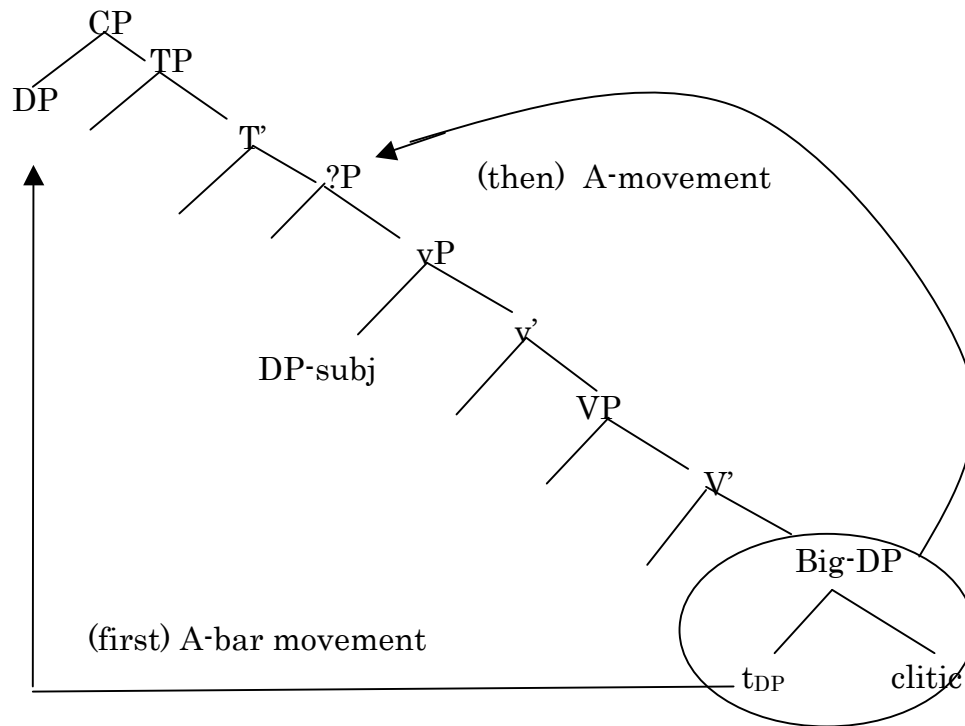 CP
TP
DP
T’
?P
(then) A-movement
vP
v’
DP-subj
VP
V’
Big-DP
(first) A-bar movement
tDP clitic